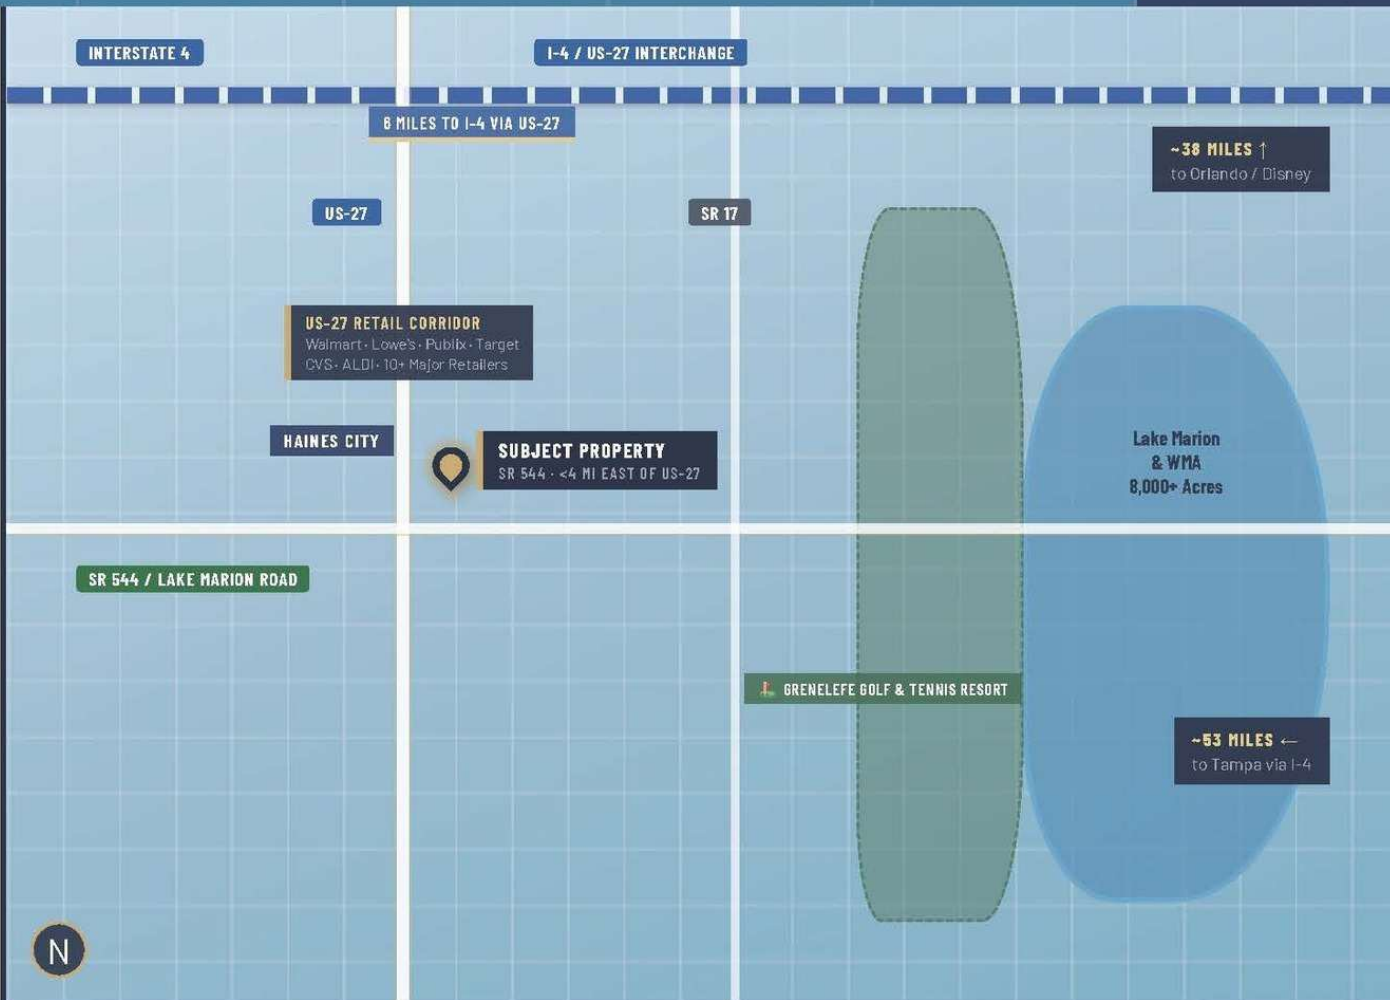 INTERSTATE 4
I-4 / US-27 INTERCHANGE
6 MILES TO I-4 VIA US-27
~38 MILES ↑
to Orlando / Disney
US-27
SR 17
US-27 RETAIL CORRIDOR
Walmart · Lowe's · Publix · Target
CVS · ALDI · 10+ Major Retailers
HAINES CITY
SUBJECT PROPERTY
SR 544 · <4 MI EAST OF US-27
Lake Marion
& WMA
8,000+ Acres
SR 544 / LAKE MARION ROAD
GRENELEFE GOLF & TENNIS RESORT
~53 MILES ←
to Tampa via I-4
N